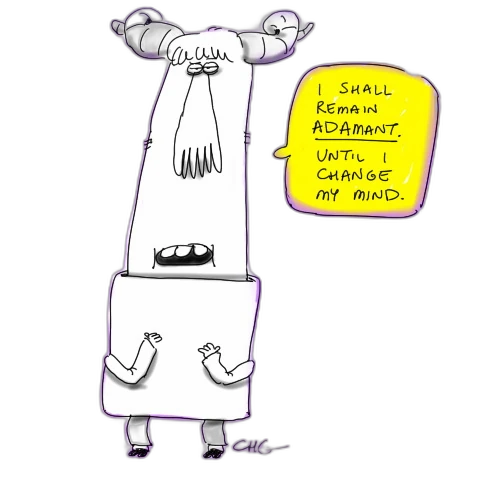 I SHALL
REMAIN
ADAMANT.
UNTIL I
CHANGE
MY MIND.
CHG